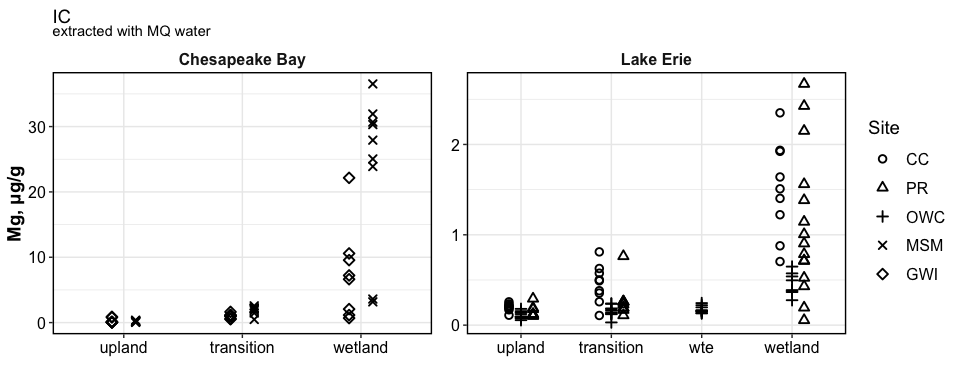 IC
extracted with MQ water
Chesapeake Bay
Lake Erie
Mg, µg/g
30
20
10
0
upland transition wetland
2
1
0
upland transition wte wetland
Site
CC
PR
OWC
MSM
GWI